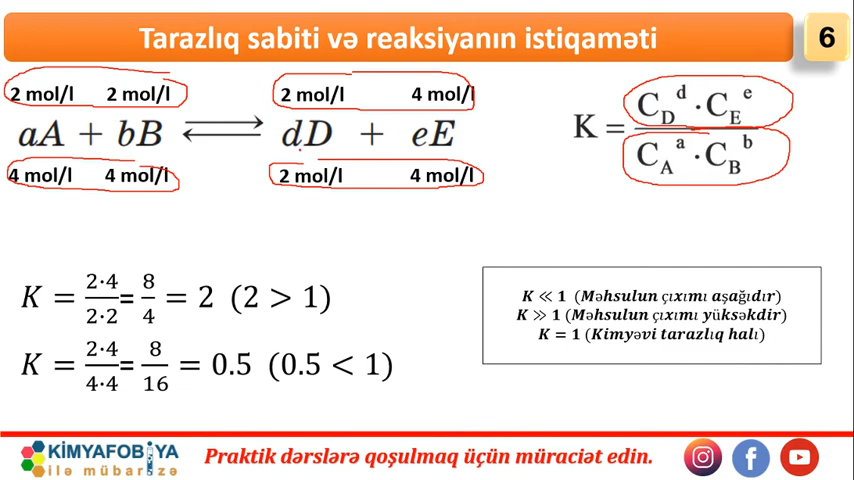 Tarazlıq sabiti və reaksiyanın istiqaməti
6
2 mol/l 2 mol/l 2 mol/l 4 mol/l
aA + bB ⇌ dD + eE
4 mol/l 4 mol/l 2 mol/l 4 mol/l
K = (C_D^d · C_E^e) / (C_A^a · C_B^b)
K = (2·4)/(2·2) = 8/4 = 2 (2 > 1)
K = (2·4)/(4·4) = 8/16 = 0.5 (0.5 < 1)
K ≪ 1 (Məhsulun çıxımı aşağıdır)
K ≫ 1 (Məhsulun çıxımı yüksəkdir)
K = 1 (Kimyəvi tarazlıq halı)
KİMYAFOBİYA
ilə mübarizə
Praktik dərslərə qoşulmaq üçün müraciət edin.